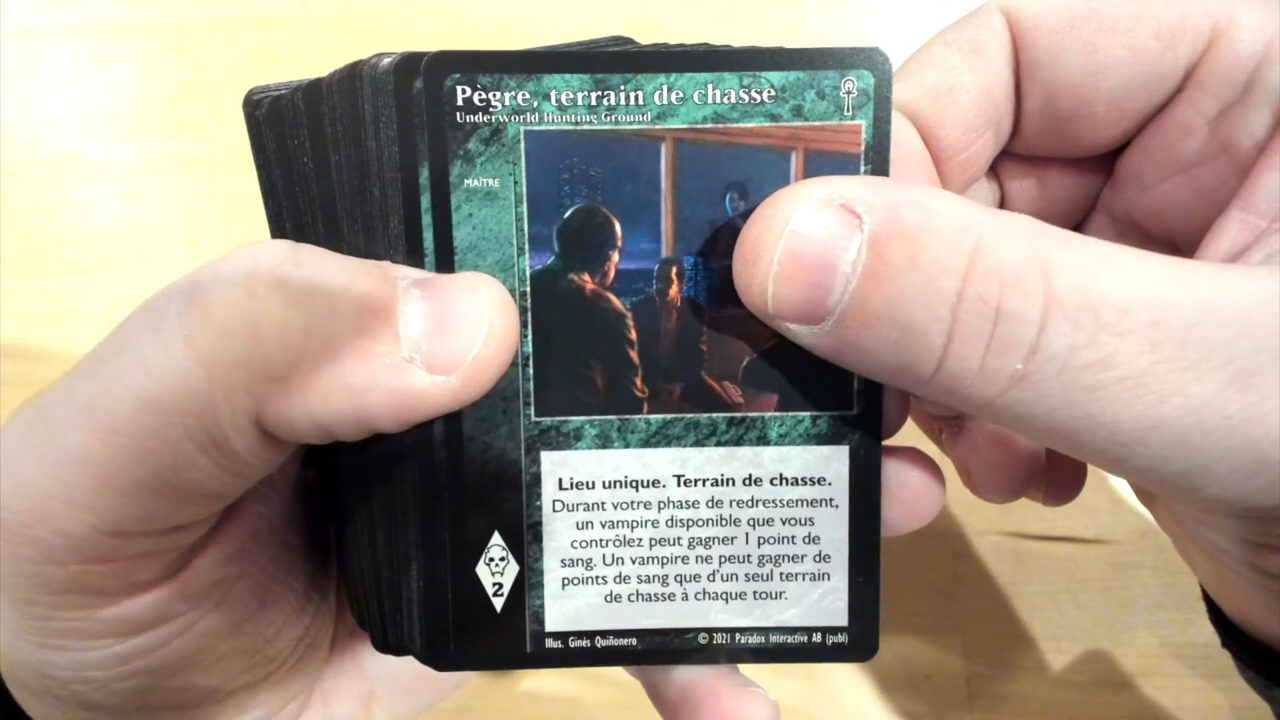 Pègre, terrain de chasse
Underworld Hunting Ground
MAÎTRE
Lieu unique. Terrain de chasse.
Durant votre phase de redressement,
un vampire disponible que vous
contrôlez peut gagner 1 point de
sang. Un vampire ne peut gagner de
points de sang que d'un seul terrain
de chasse à chaque tour.
2
Illus. Ginés Quiñonero
© 2021 Paradox Interactive AB (publ)